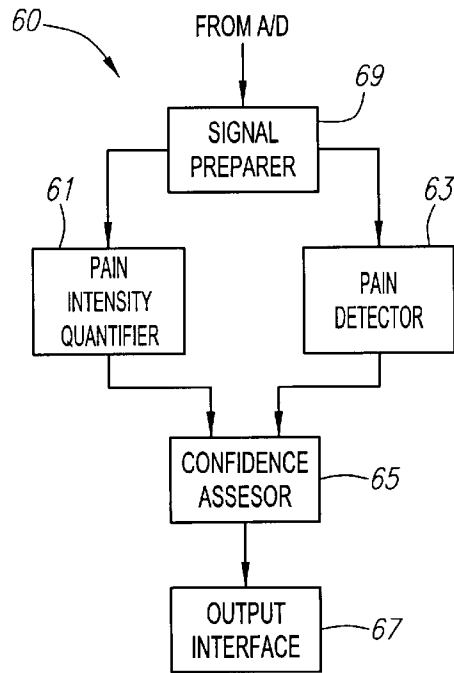 60
FROM A/D
69
SIGNAL
PREPARER
61
63
PAIN
INTENSITY
QUANTIFIER
PAIN
DETECTOR
CONFIDENCE
ASSESOR
65
OUTPUT
INTERFACE
67